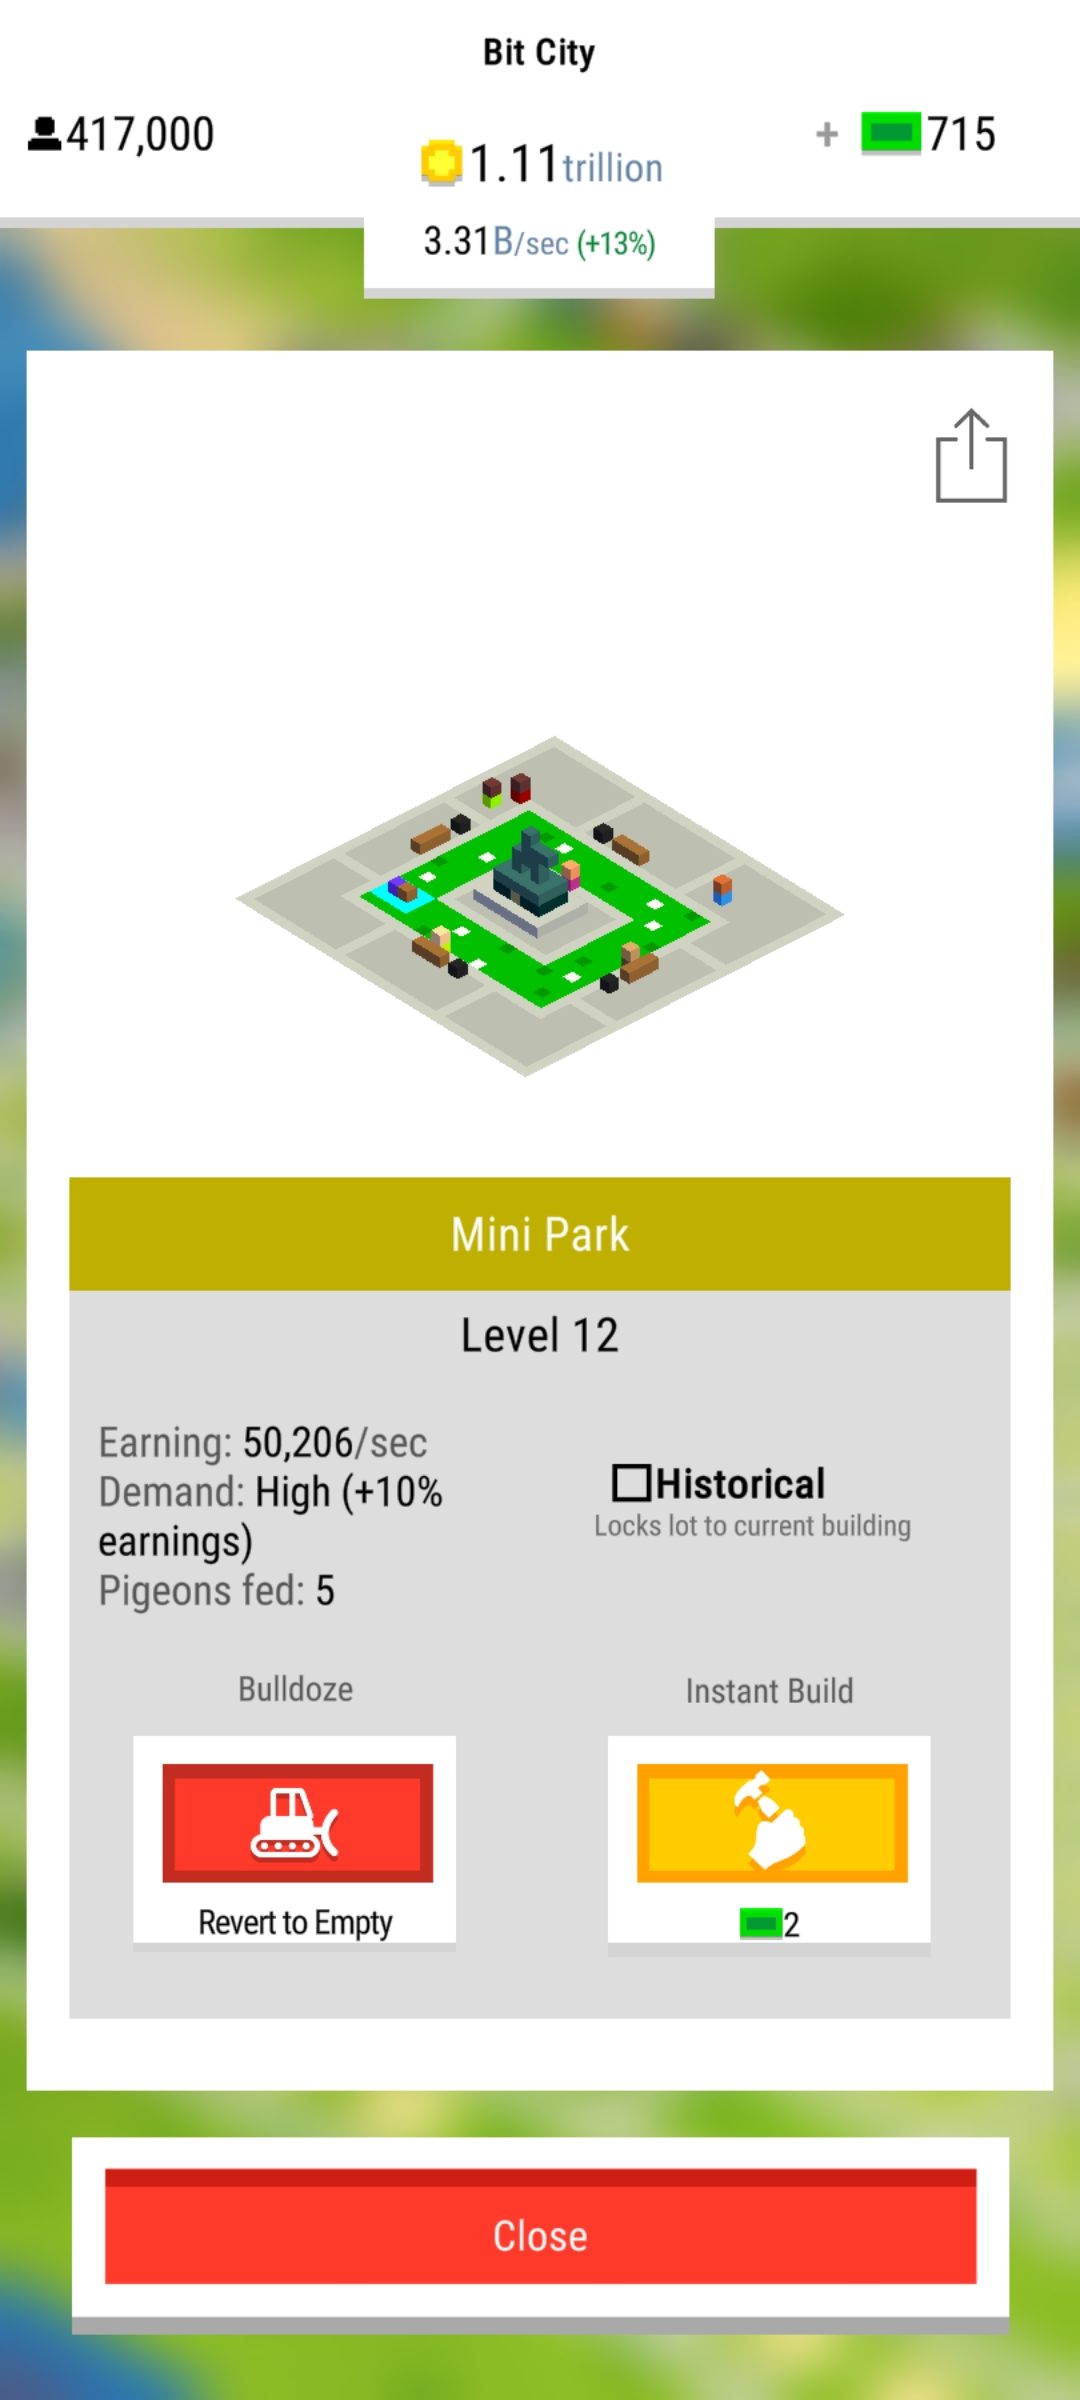 Bit City
417,000
1.11trillion
+ 715
3.31B/sec (+13%)
Mini Park
Level 12
Earning: 50,206/sec
Demand: High (+10%
earnings)
Pigeons fed: 5
Historical
Locks lot to current building
Bulldoze
Instant Build
Revert to Empty
2
Close